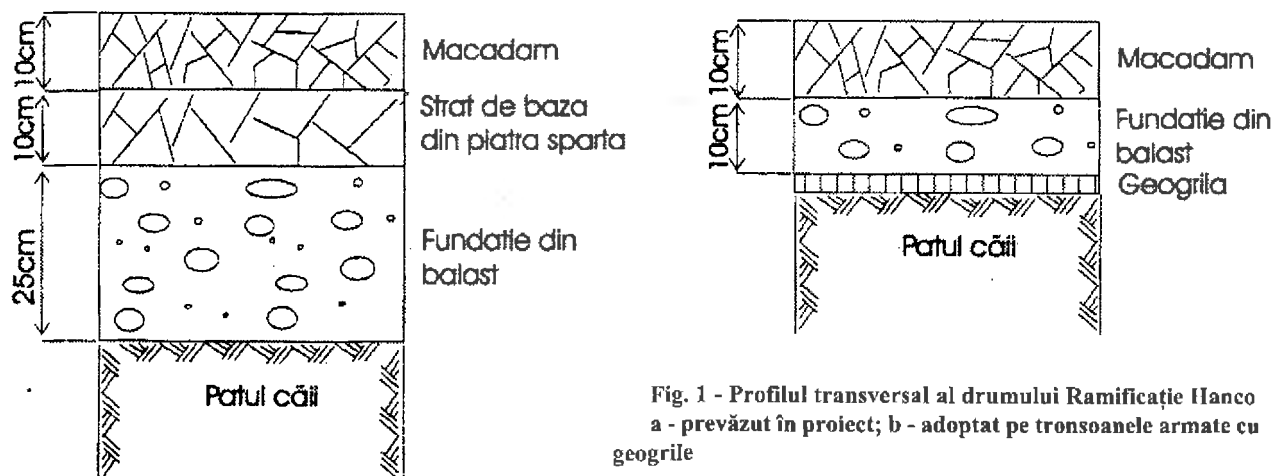 10cm
Macadam
10cm
Strat de baza
din piatra sparta
25cm
Fundatie din
balast
Patul căii
10cm
Macadam
10cm
Fundatie din
balast
Geogrila
Patul căii
Fig. 1 - Profilul transversal al drumului Ramificație Hanco
a - prevăzut în proiect; b - adoptat pe tronsoanele armate cu
geogrile